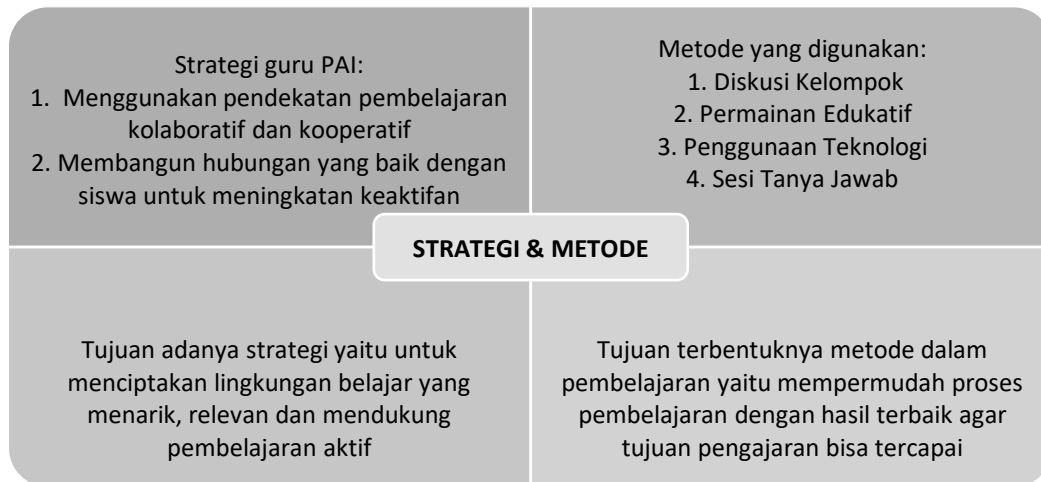 Strategi guru PAI:
1. Menggunakan pendekatan pembelajaran
kolaboratif dan kooperatif
2. Membangun hubungan yang baik dengan
siswa untuk meningkatan keaktifan
Metode yang digunakan:
1. Diskusi Kelompok
2. Permainan Edukatif
3. Penggunaan Teknologi
4. Sesi Tanya Jawab
STRATEGI & METODE
Tujuan adanya strategi yaitu untuk
menciptakan lingkungan belajar yang
menarik, relevan dan mendukung
pembelajaran aktif
Tujuan terbentuknya metode dalam
pembelajaran yaitu mempermudah proses
pembelajaran dengan hasil terbaik agar
tujuan pengajaran bisa tercapai